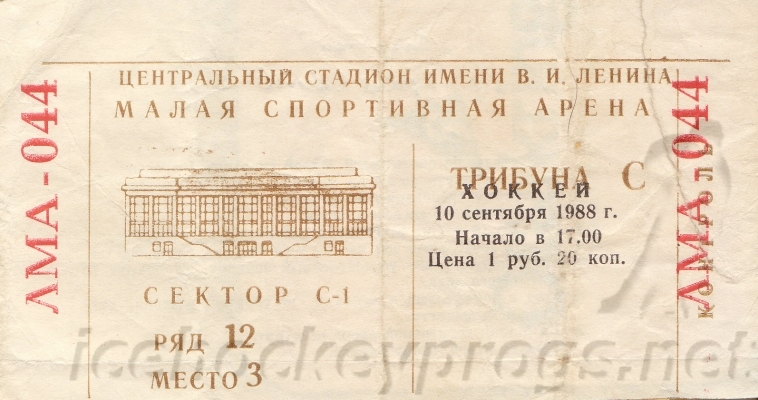 ЦЕНТРАЛЬНЫЙ СТАДИОН ИМЕНИ В. И. ЛЕНИНА
МАЛАЯ СПОРТИВНАЯ АРЕНА
ЛМА-044
ТРИБУНА С
ХОККЕЙ
10 сентября 1988 г.
Начало в 17.00
Цена 1 руб. 20 коп.
СЕКТОР С-1
РЯД 12
МЕСТО 3
ЛМА-044
КОНТРОЛЬ
icehockeyprogs.net